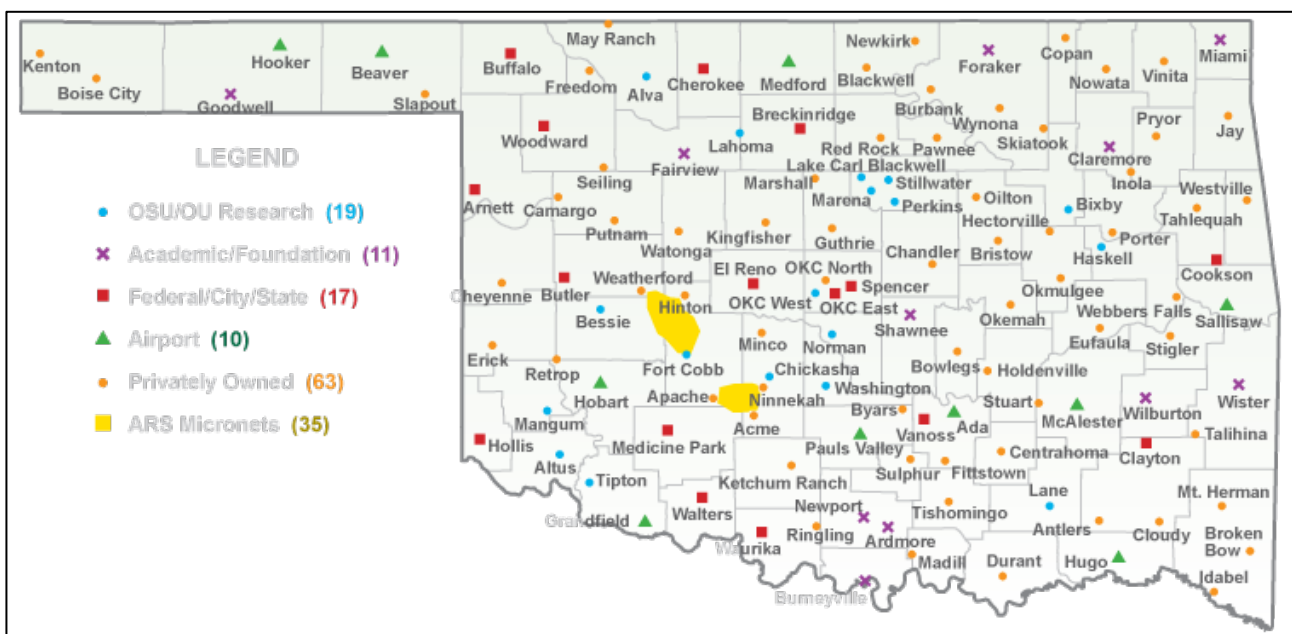 May Ranch
Newkirk
Copan
Miami
Kenton
Hooker
Beaver
Buffalo
Cherokee
Medford
Blackwell
Foraker
Nowata
Vinita
Boise City
Goodwell
Slapout
Freedom
Alva
Breckinridge
Burbank
Wynona
Pryor
Jay
Woodward
Lahoma
Red Rock
Pawnee
Skiatook
Claremore
LEGEND
Fairview
Lake Carl Blackwell
Inola
Seiling
Marshall
Stillwater
Westville
Arnett
Camargo
Marena
Perkins
Oilton
Bixby
Tahlequah
OSU/OU Research (19)
Putnam
Watonga
Kingfisher
Guthrie
Hectorville
Porter
Academic/Foundation (11)
Chandler
Bristow
Haskell
Cookson
Weatherford
El Reno
OKC North
Spencer
Okmulgee
Federal/City/State (17)
Cheyenne
Butler
Hinton
OKC West
OKC East
Shawnee
Okemah
Webbers Falls
Sallisaw
Airport (10)
Bessie
Minco
Norman
Eufaula
Stigler
Erick
Retrop
Fort Cobb
Chickasha
Bowlegs
Holdenville
Privately Owned (63)
Hobart
Apache
Ninnekah
Washington
Byars
Stuart
McAlester
Wilburton
Wister
ARS Micronets (35)
Mangum
Acme
Vanoss
Ada
Talihina
Hollis
Medicine Park
Pauls Valley
Centrahoma
Clayton
Altus
Sulphur
Fittstown
Tipton
Ketchum Ranch
Lane
Mt. Herman
Grandfield
Walters
Newport
Tishomingo
Antlers
Cloudy
Broken
Bow
Waurika
Ringling
Ardmore
Madill
Durant
Hugo
Idabel
Burneyville